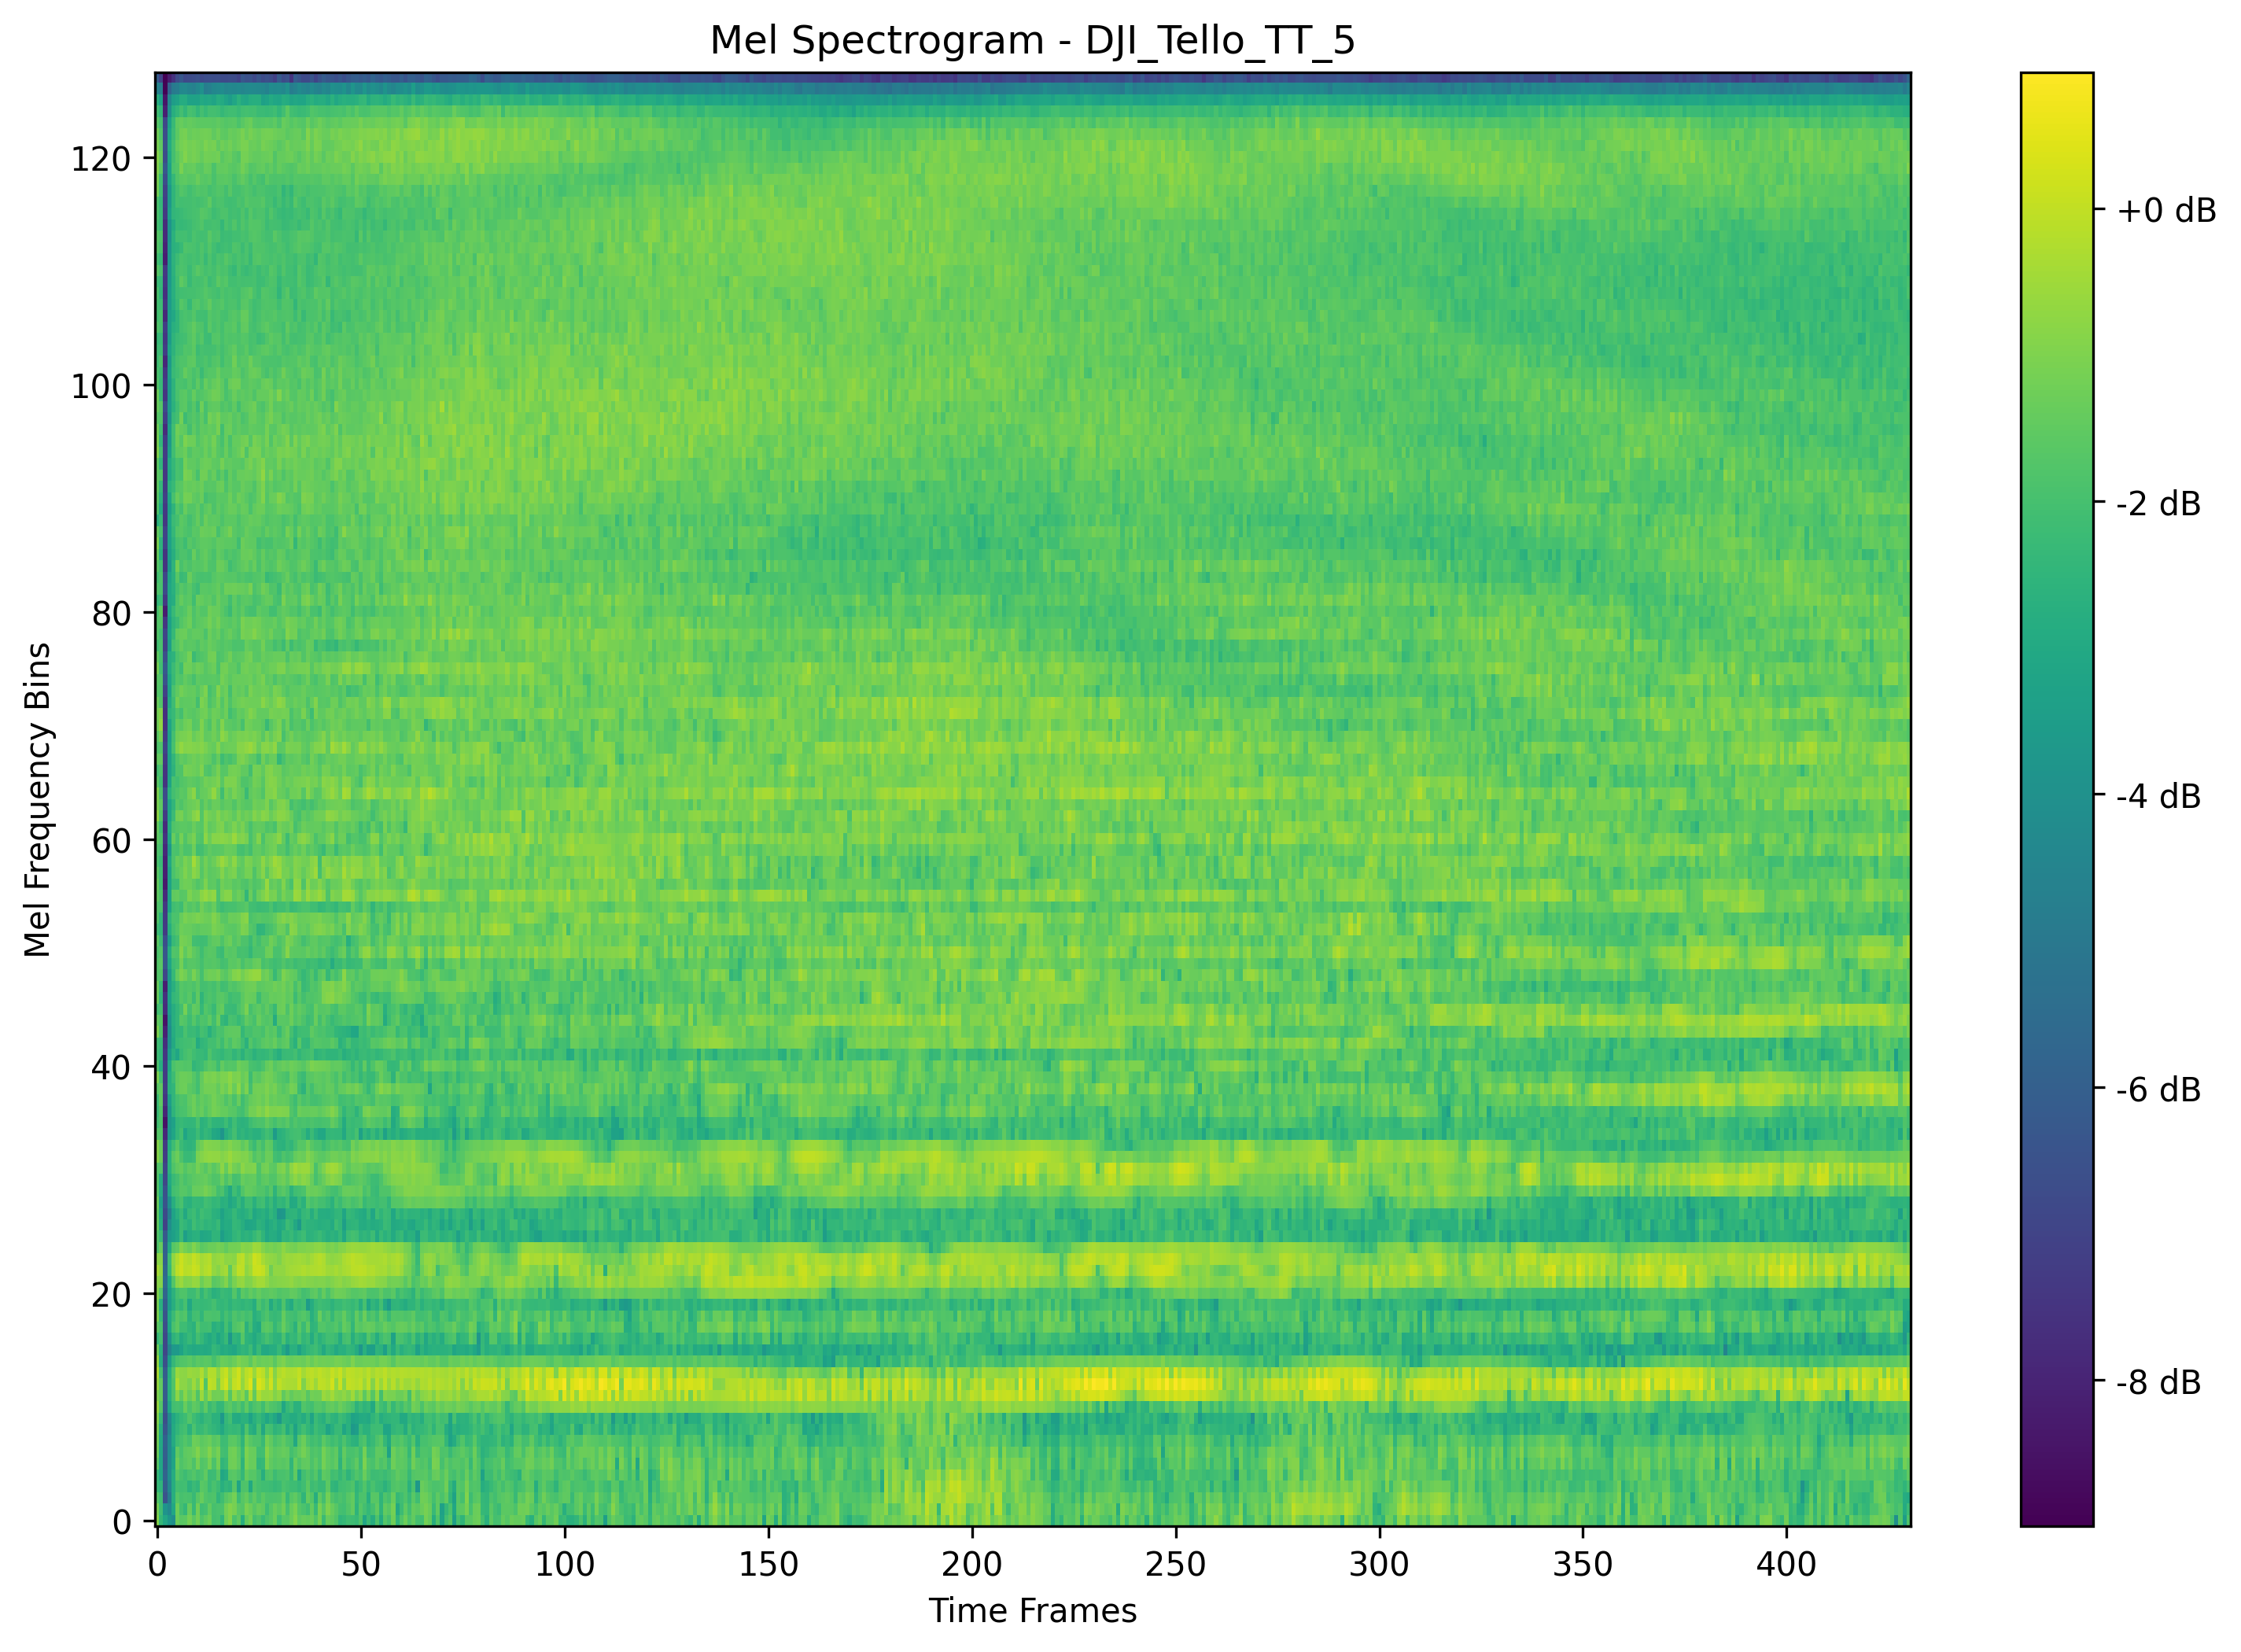 Mel Spectrogram - DJI_Tello_TT_5
Mel Frequency Bins
120
100
80
60
40
20
0
0 50 100 150 200 250 300 350 400
Time Frames
+0 dB
-2 dB
-4 dB
-6 dB
-8 dB